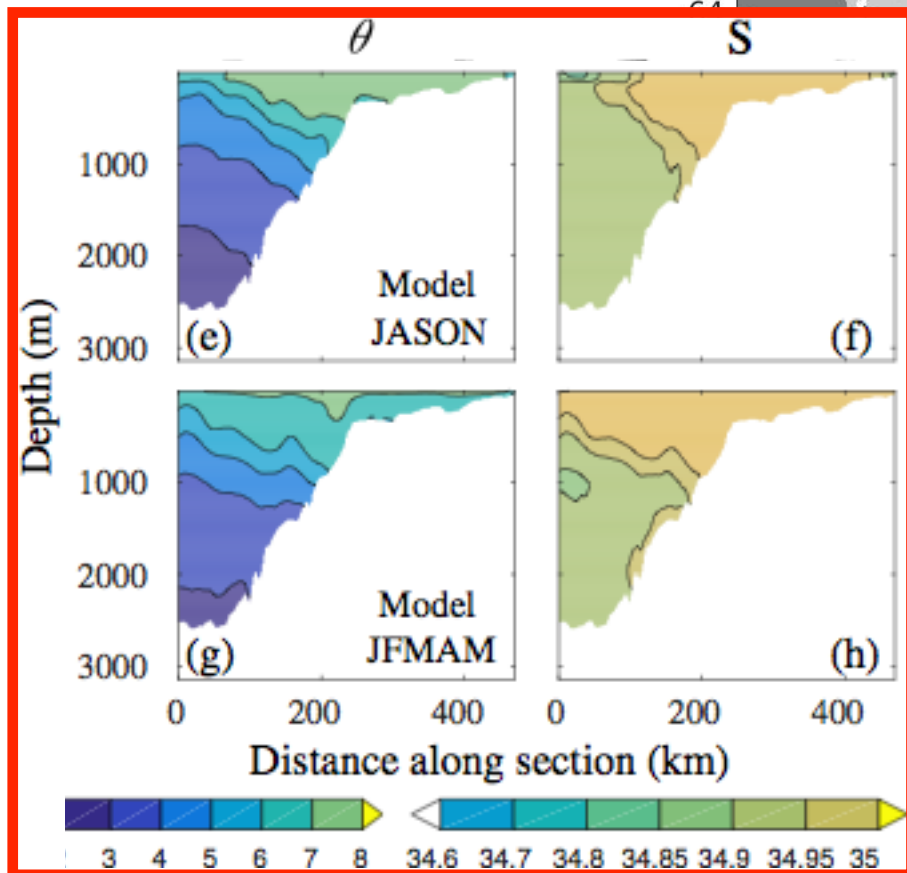 64
θ S
1000
2000
3000
Model
JASON
(e) (f)
Depth (m)
1000
2000
3000
Model
JFMAM
(g) (h)
0 200 400 0 200 400
Distance along section (km)
3 4 5 6 7 8 34.6 34.7 34.8 34.85 34.9 34.95 35